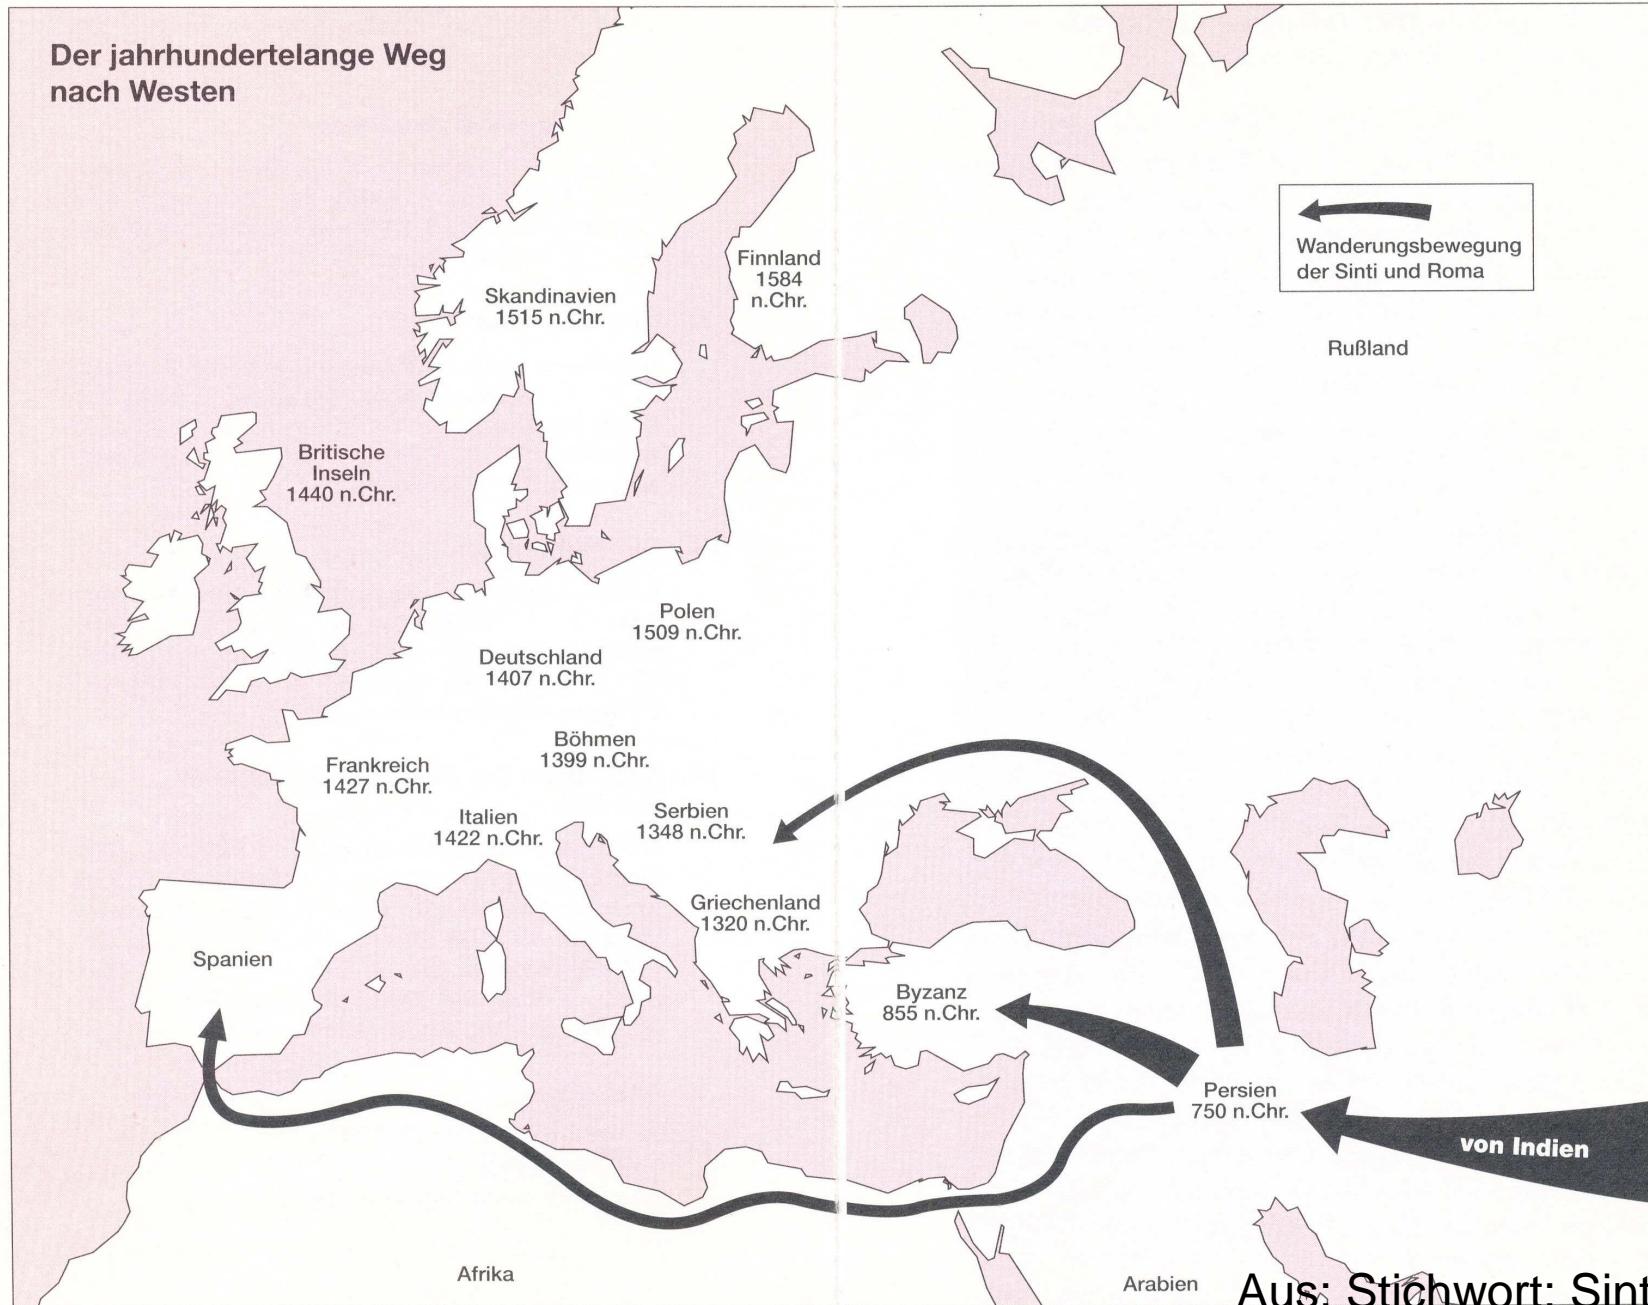 Der jahrhundertelange Weg
nach Westen
Wanderungsbewegung
der Sinti und Roma
Finnland
1584
n.Chr.
Skandinavien
1515 n.Chr.
Rußland
Britische
Inseln
1440 n.Chr.
Polen
1509 n.Chr.
Deutschland
1407 n.Chr.
Böhmen
1399 n.Chr.
Frankreich
1427 n.Chr.
Italien
1422 n.Chr.
Serbien
1348 n.Chr.
Griechenland
1320 n.Chr.
Spanien
Byzanz
855 n.Chr.
Persien
750 n.Chr.
von Indien
Afrika
Arabien
Aus: Stichwort: Sint